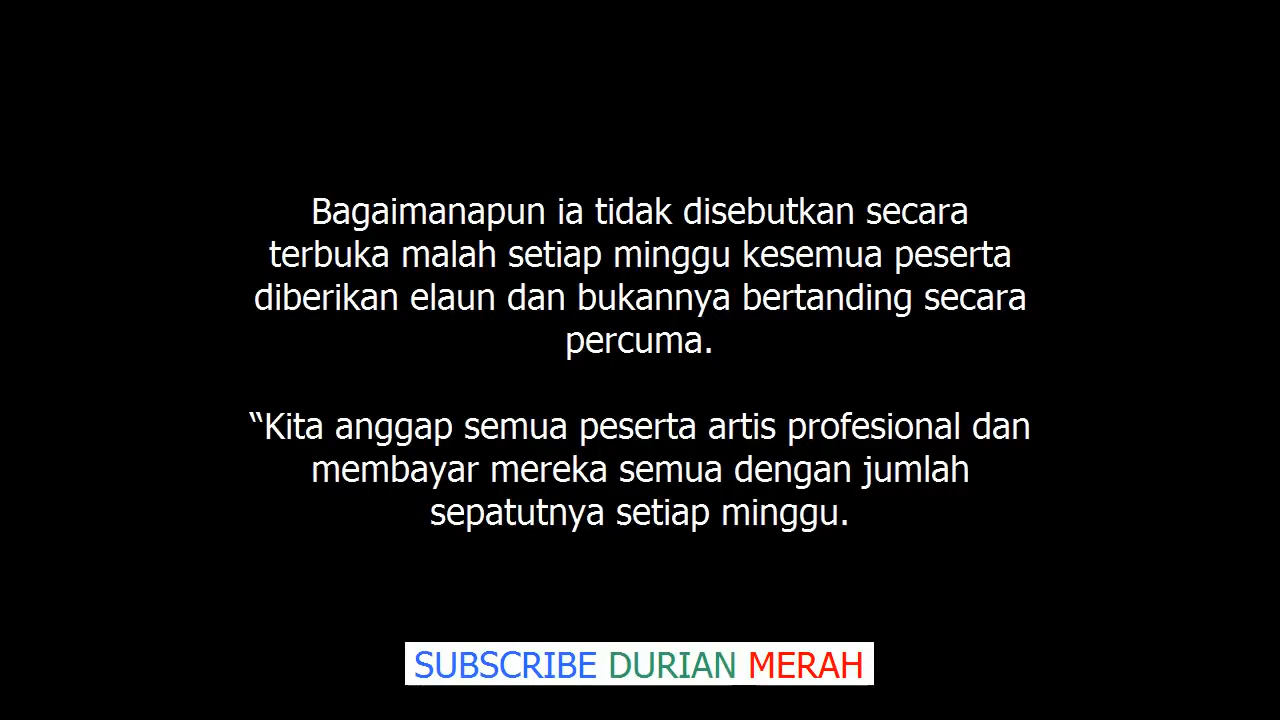 Bagaimanapun ia tidak disebutkan secara
terbuka malah setiap minggu kesemua peserta
diberikan elaun dan bukannya bertanding secara
percuma.
“Kita anggap semua peserta artis profesional dan
membayar mereka semua dengan jumlah
sepatutnya setiap minggu.
SUBSCRIBE DURIAN MERAH